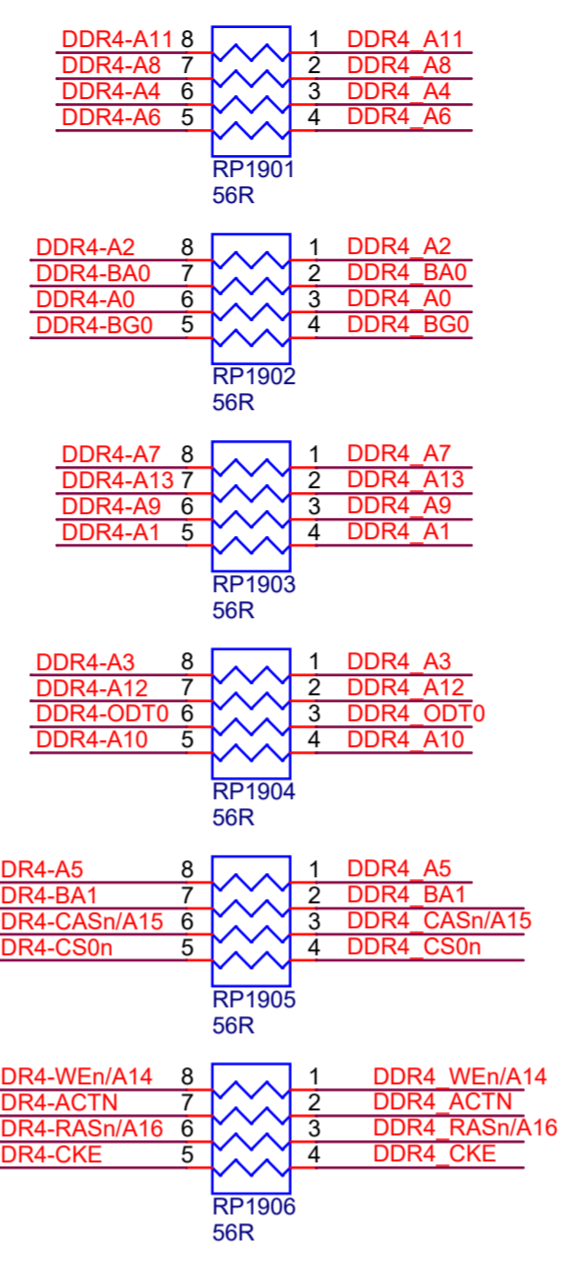 DDR4-A11 8 1 DDR4_A11
DDR4-A8 7 2 DDR4_A8
DDR4-A4 6 3 DDR4_A4
DDR4-A6 5 4 DDR4_A6
RP1901
56R
DDR4-A2 8 1 DDR4_A2
DDR4-BA0 7 2 DDR4_BA0
DDR4-A0 6 3 DDR4_A0
DDR4-BG0 5 4 DDR4_BG0
RP1902
56R
DDR4-A7 8 1 DDR4_A7
DDR4-A13 7 2 DDR4_A13
DDR4-A9 6 3 DDR4_A9
DDR4-A1 5 4 DDR4_A1
RP1903
56R
DDR4-A3 8 1 DDR4_A3
DDR4-A12 7 2 DDR4_A12
DDR4-ODT0 6 3 DDR4_ODT0
DDR4-A10 5 4 DDR4_A10
RP1904
56R
DR4-A5 8 1 DDR4_A5
DR4-BA1 7 2 DDR4_BA1
DR4-CASn/A15 6 3 DDR4_CASn/A15
DR4-CS0n 5 4 DDR4_CS0n
RP1905
56R
DR4-WEn/A14 8 1 DDR4_WEn/A14
DR4-ACTN 7 2 DDR4_ACTN
DR4-RASn/A16 6 3 DDR4_RASn/A16
DR4-CKE 5 4 DDR4_CKE
RP1906
56R